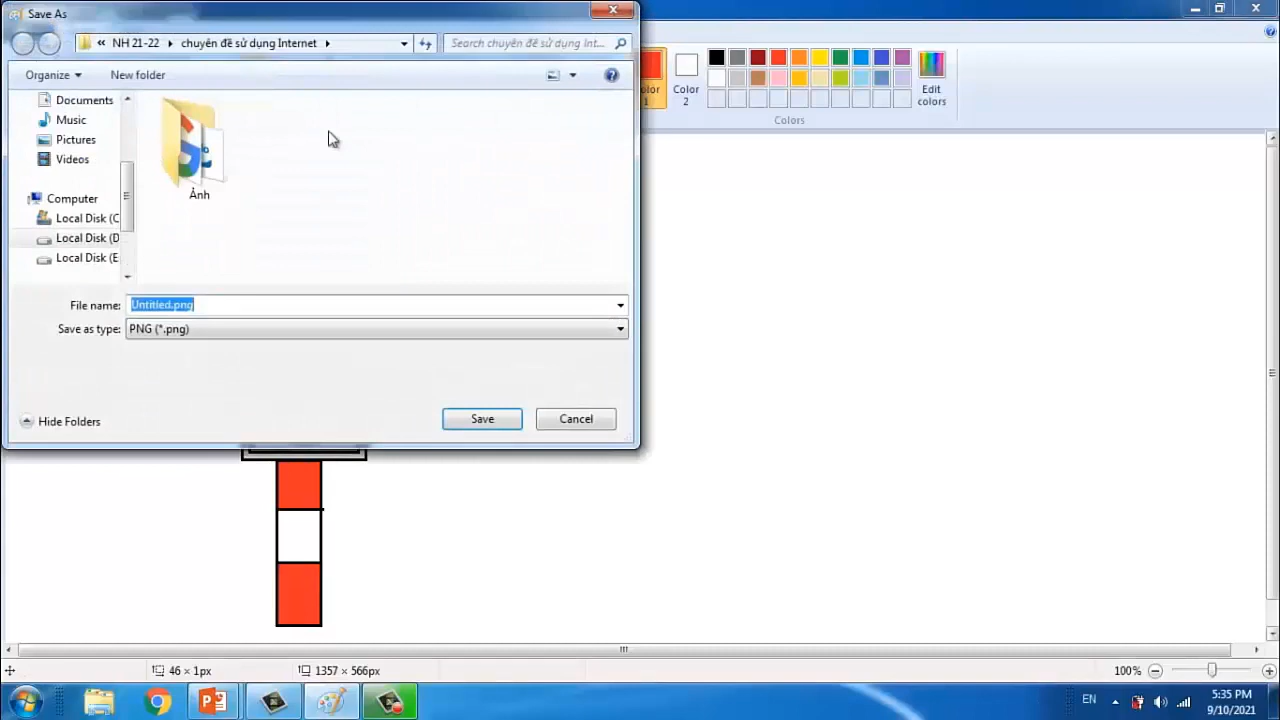 Save As
« NH 21-22 ▸ chuyên đề sử dụng Internet ▸
Search chuyên đề sử dụng Int...
Organize
New folder
Documents
Music
Pictures
Videos
Computer
Local Disk (C
Local Disk (D
Local Disk (E
Ảnh
File name: Untitled.png
Save as type: PNG (*.png)
Hide Folders
Save
Cancel
Color 1
Color 2
Edit colors
Colors
46 × 1px
1357 × 566px
100%
EN
5:35 PM
9/10/2021